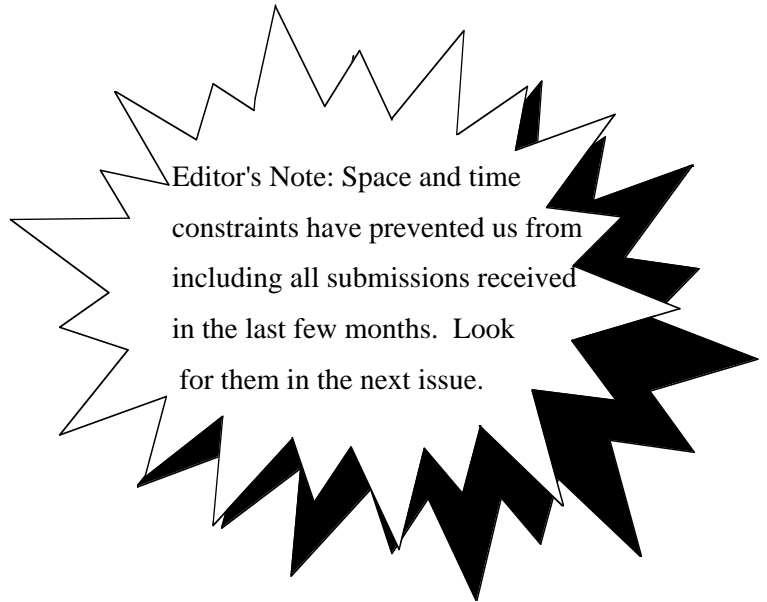 Editor's Note: Space and time
constraints have prevented us from
including all submissions received
in the last few months.  Look
for them in the next issue.